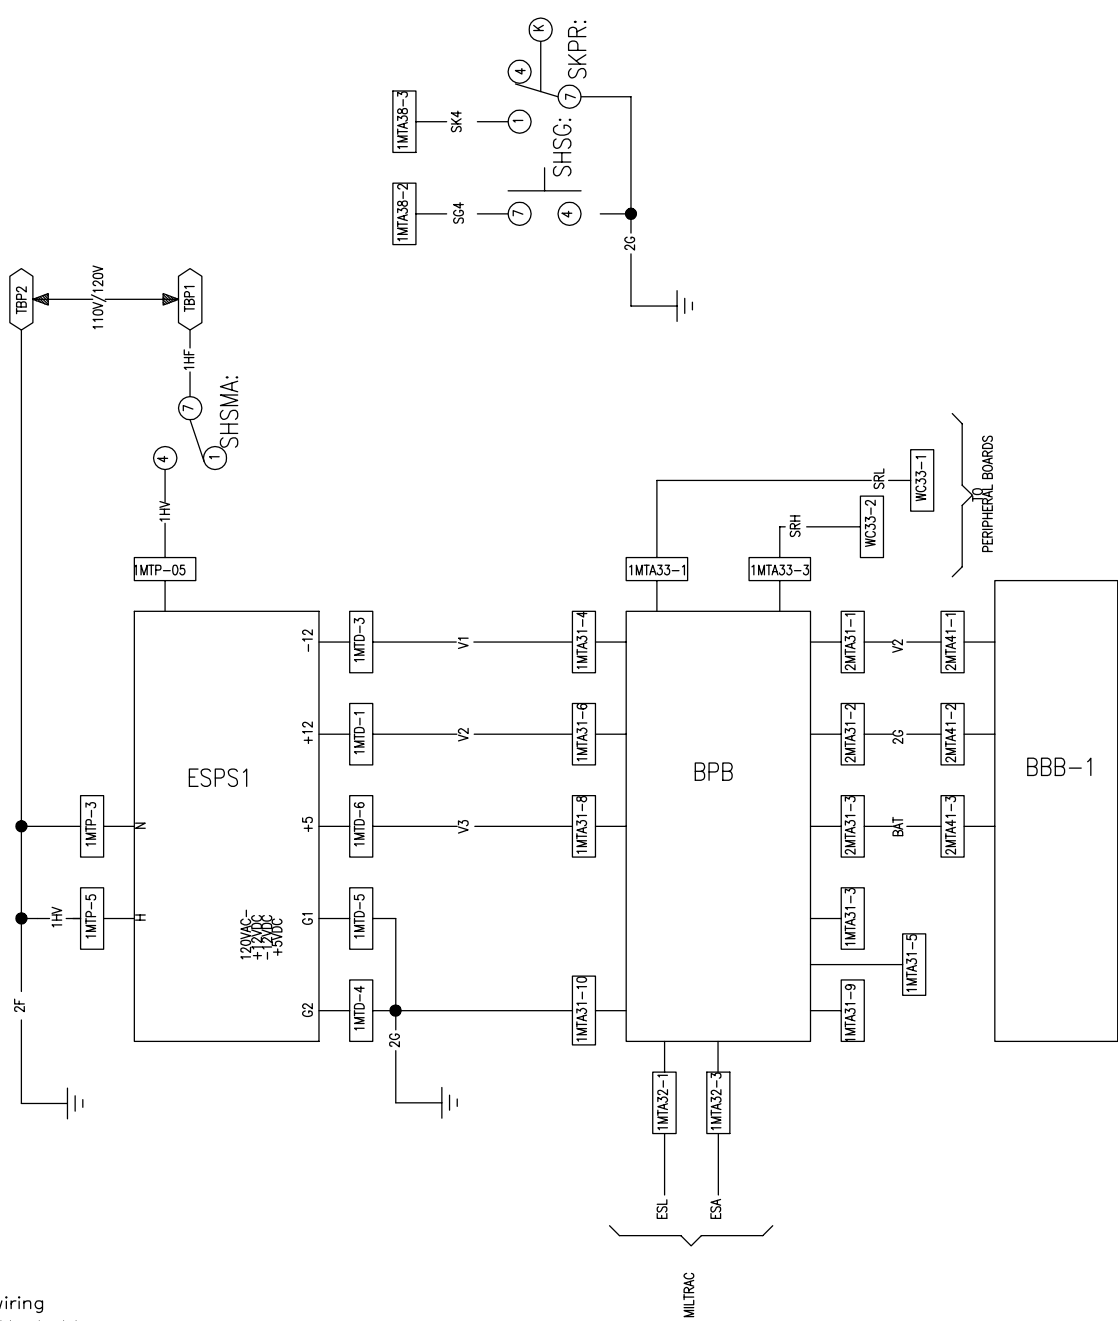 TBP2
110V/120V
TBP1
1HF
SHSMA:
7
1
4
1HV
1MTP-05
K
SKPR:
4
7
1
SK4
1MTA38-3
SHSG:
7
4
SG4
1MTA38-2
2G
2F
1HV
1MTP-3
1MTP-5
N
H
ESPS1
120VAC-
+12VDC
-12VDC
+5VDC
-12
+12
+5
G1
G2
1MTD-3
1MTD-1
1MTD-6
1MTD-5
1MTD-4
V1
V2
V3
2G
1MTA31-4
1MTA31-6
1MTA31-8
1MTA31-10
1MTA33-1
1MTA33-3
SRL
SRH
WC33-1
WC33-2
TO
PERIPHERAL BOARDS
BPB
2MTA31-1
2MTA31-2
2MTA31-3
1MTA31-3
1MTA31-5
1MTA31-9
V2
2G
BAT
2MTA41-1
2MTA41-2
2MTA41-3
BBB-1
1MTA32-1
1MTA32-3
ESL
ESA
MILTRAC
wiring